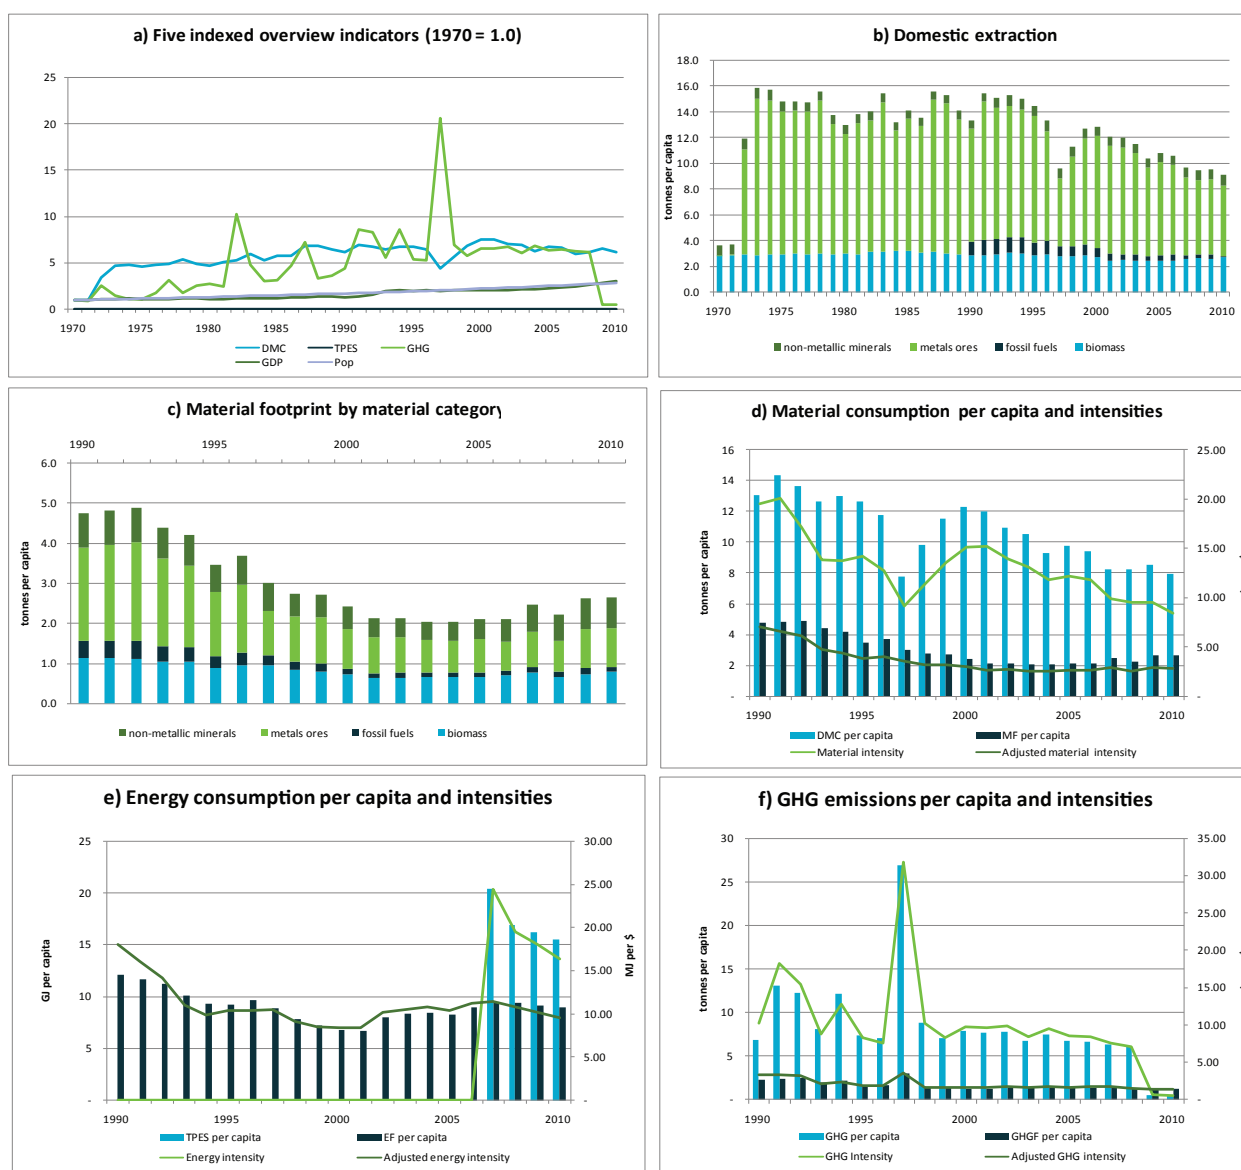 a) Five indexed overview indicators (1970 = 1.0)
25
20
15
10
5
0
1970 1975 1980 1985 1990 1995 2000 2005 2010
DMC TPES GHG
GDP Pop
b) Domestic extraction
tonnes per capita
18.0
16.0
14.0
12.0
10.0
8.0
6.0
4.0
2.0
0.0
1970 1975 1980 1985 1990 1995 2000 2005 2010
non-metallic minerals metals ores fossil fuels biomass
c) Material footprint by material category
1990 1995 2000 2005 2010
tonnes per capita
6.0
5.0
4.0
3.0
2.0
1.0
0.0
non-metallic minerals metals ores fossil fuels biomass
d) Material consumption per capita and intensities
tonnes per capita
16 25.00
14
12 20.00
10 15.00
8
6 10.00
4 5.00
2
- -
1990 1995 2000 2005 2010
DMC per capita MF per capita
Material intensity Adjusted material intensity
e) Energy consumption per capita and intensities
GJ per capita
MJ per $
25 30.00
20 25.00
15 20.00
15.00
10 10.00
5 5.00
- -
1990 1995 2000 2005 2010
TPES per capita EF per capita
Energy intensity Adjusted energy intensity
f) GHG emissions per capita and intensities
tonnes per capita
30 35.00
25 30.00
20 25.00
15 20.00
10 15.00
5 10.00
5.00
- -
1990 1995 2000 2005 2010
GHG per capita GHGF per capita
GHG Intensity Adjusted GHG intensity